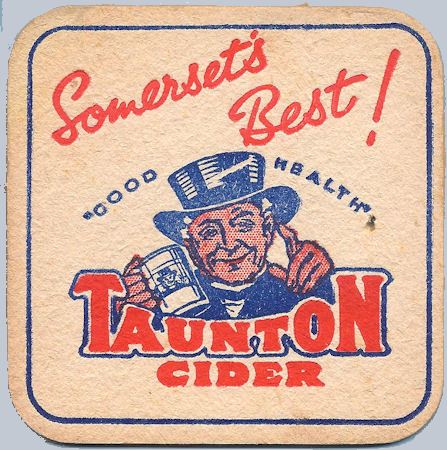 Somerset's
Best!
"GOOD HEALTH"
TAUNTON
CIDER